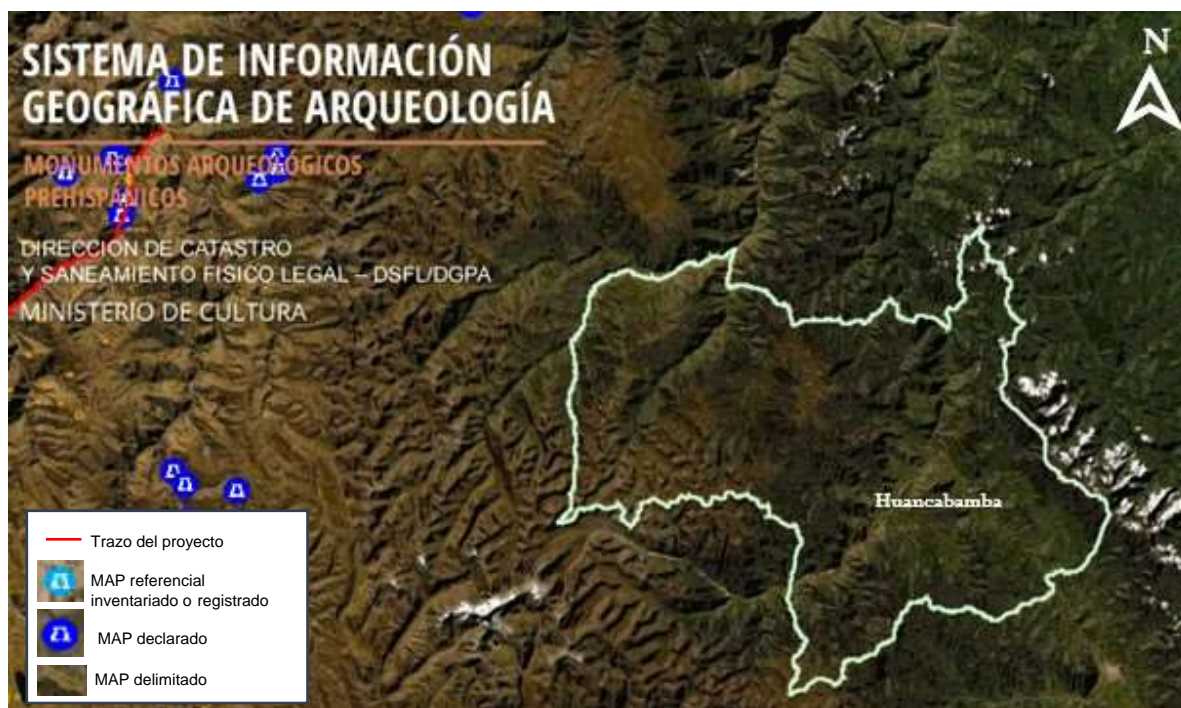 SISTEMA DE INFORMACIÓN
GEOGRÁFICA DE ARQUEOLOGÍA
MONUMENTOS ARQUEOLÓGICOS
PREHISPÁNICOS
DIRECCION DE CATASTRO
Y SANEAMIENTO FISICO LEGAL – DSFL/DGPA
MINISTERIO DE CULTURA
N
Huancabamba
Trazo del proyecto
MAP referencial
inventariado o registrado
MAP declarado
MAP delimitado